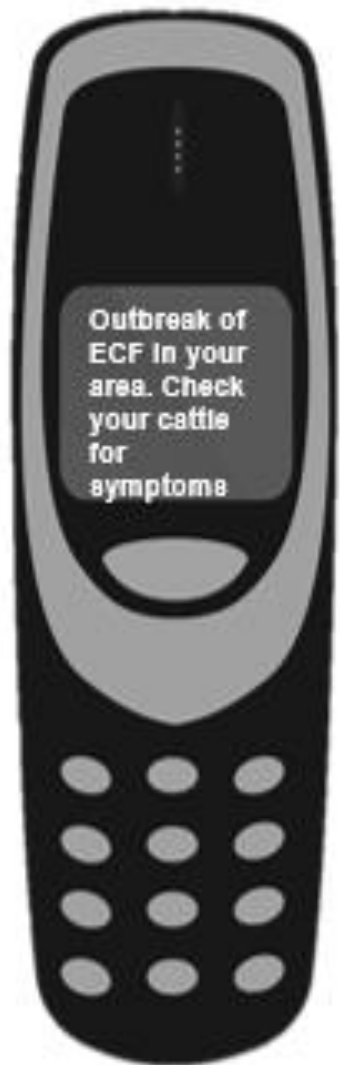 Outbreak of
ECF in your
area. Check
your cattle
for
symptoms